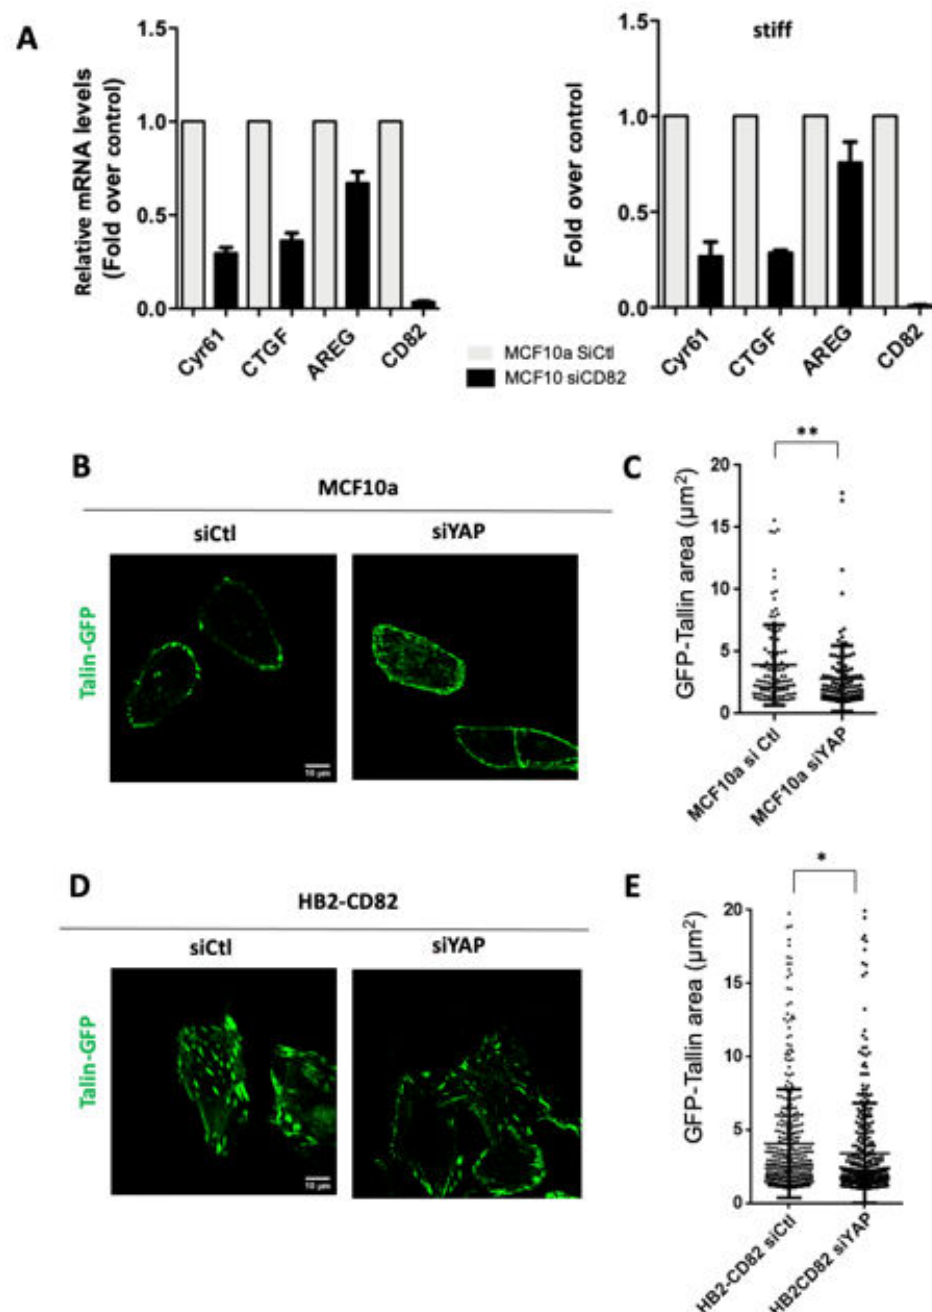 A
1.5
1.0
0.5
0.0
Relative mRNA levels
(Fold over control)
Cyr61
CTGF
AREG
CD82
stiff
1.5
1.0
0.5
0.0
Fold over control
Cyr61
CTGF
AREG
CD82
MCF10a SiCtl
MCF10 siCD82
B
MCF10a
siCtl
siYAP
Talin-GFP
10 µm
C
**
20
15
10
5
0
GFP-Tallin area (µm²)
MCF10a si Ctl
MCF10a siYAP
D
HB2-CD82
siCtl
siYAP
Talin-GFP
10 µm
E
*
20
15
10
5
0
GFP-Tallin area (µm²)
HB2-CD82 siCtl
HB2CD82 siYAP